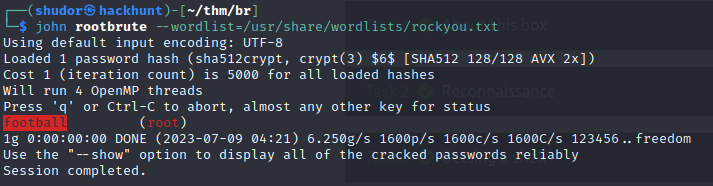 ┌──(shudor㉿hackhunt)-[~/thm/br]
└─$ john rootbrute --wordlist=/usr/share/wordlists/rockyou.txt
Using default input encoding: UTF-8
Loaded 1 password hash (sha512crypt, crypt(3) $6$ [SHA512 128/128 AVX 2x])
Cost 1 (iteration count) is 5000 for all loaded hashes
Will run 4 OpenMP threads
Press 'q' or Ctrl-C to abort, almost any other key for status
football         (root)
1g 0:00:00:00 DONE (2023-07-09 04:21) 6.250g/s 1600p/s 1600c/s 1600C/s 123456..freedom
Use the "--show" option to display all of the cracked passwords reliably
Session completed.
this box
Task 2
Reconnaissance